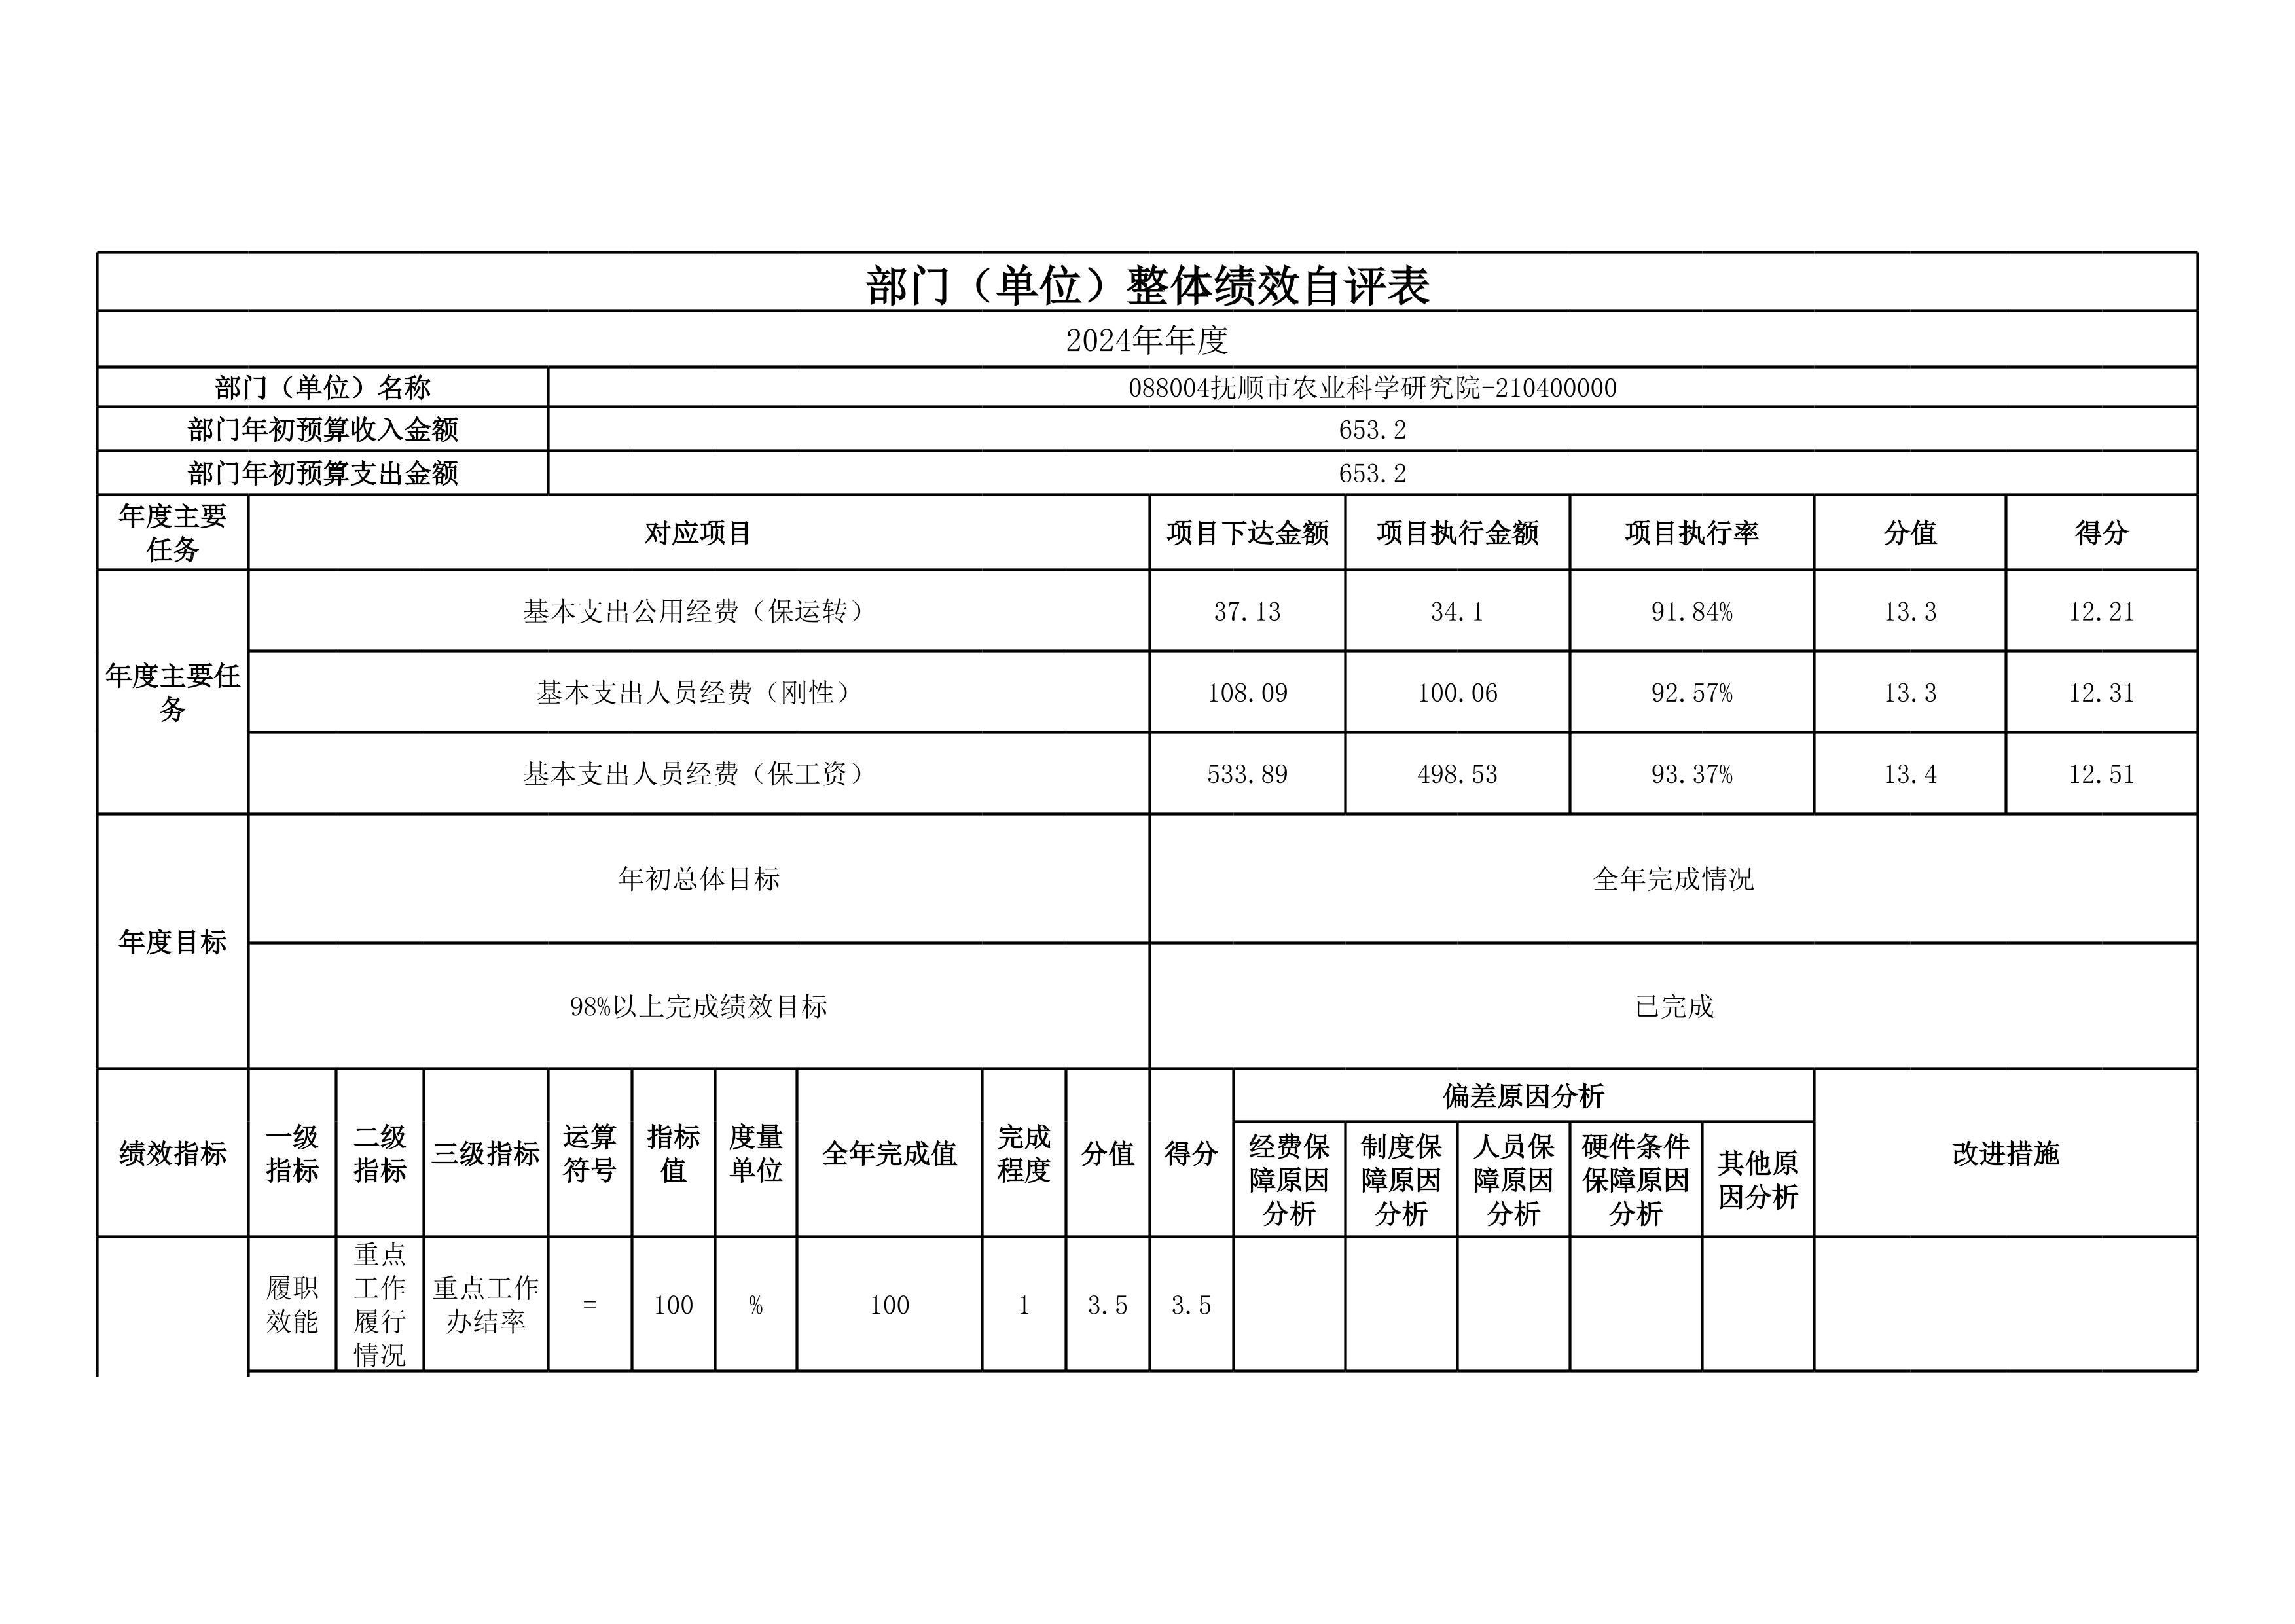 部门（单位）整体绩效自评表
2024年年度
部门（单位）名称 088004抚顺市农业科学研究院-210400000
部门年初预算收入金额 653.2
部门年初预算支出金额 653.2
年度主要任务 对应项目 项目下达金额 项目执行金额 项目执行率 分值 得分
年度主要任务
基本支出公用经费（保运转） 37.13 34.1 91.84% 13.3 12.21
基本支出人员经费（刚性） 108.09 100.06 92.57% 13.3 12.31
基本支出人员经费（保工资） 533.89 498.53 93.37% 13.4 12.51
年度目标
年初总体目标 全年完成情况
98%以上完成绩效目标 已完成
绩效指标 一级指标 二级指标 三级指标 运算符号 指标值 度量单位 全年完成值 完成程度 分值 得分 偏差原因分析 改进措施
经费保障原因分析 制度保障原因分析 人员保障原因分析 硬件条件保障原因分析 其他原因分析
履职效能 重点工作履行情况 重点工作办结率 = 100 % 100 1 3.5 3.5